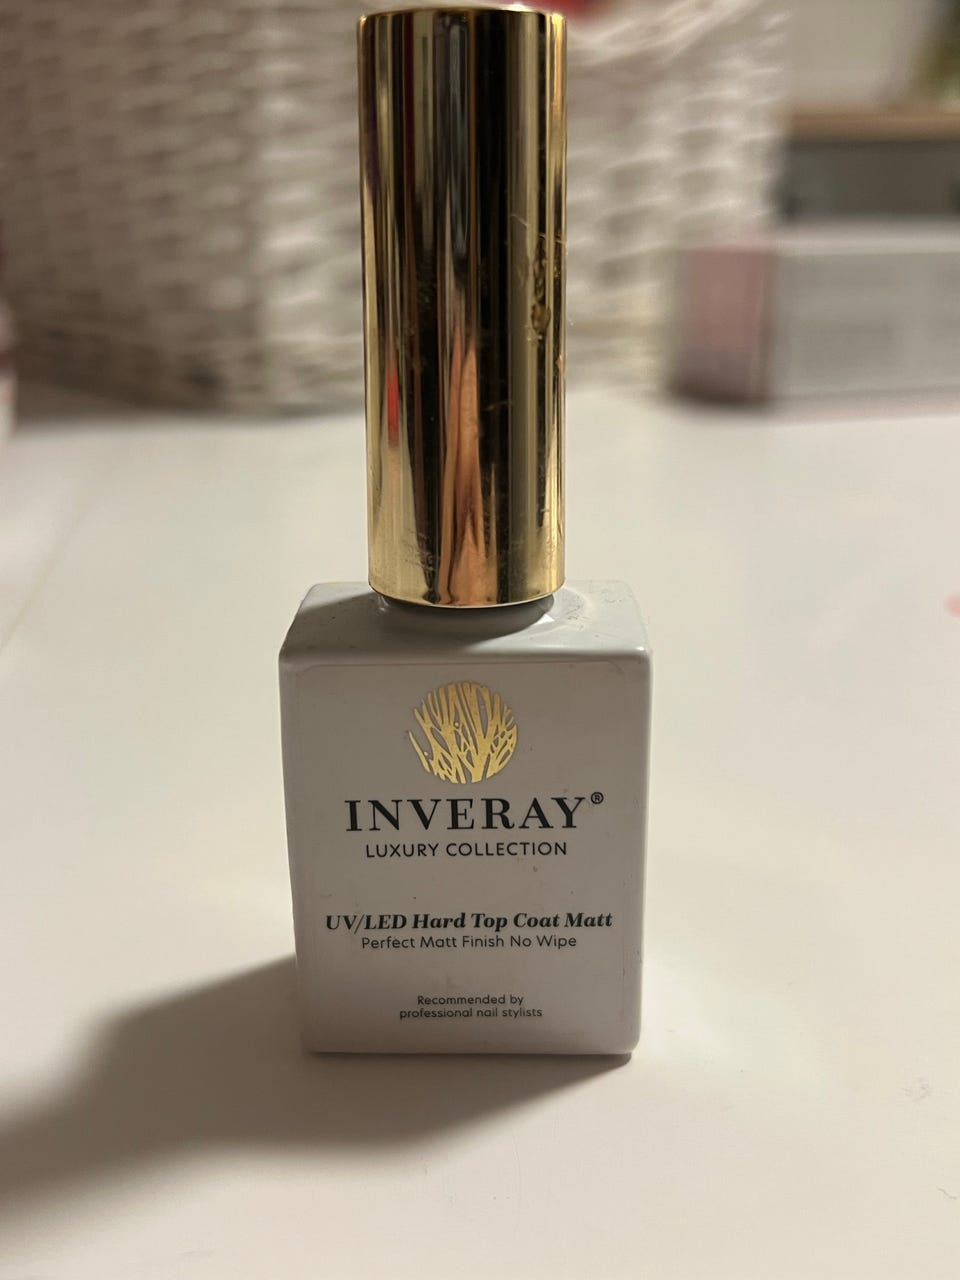 INVERAY®
LUXURY COLLECTION
UV/LED Hard Top Coat Matt
Perfect Matt Finish No Wipe
Recommended by
professional nail stylists